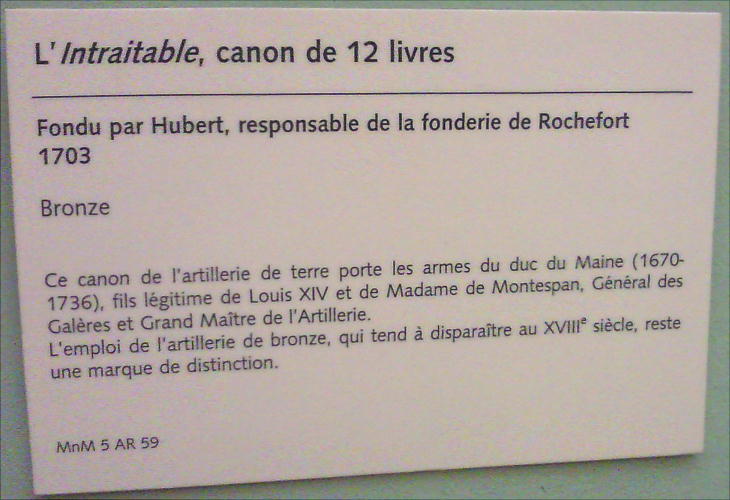 L'Intraitable, canon de 12 livres
Fondu par Hubert, responsable de la fonderie de Rochefort
1703
Bronze
Ce canon de l'artillerie de terre porte les armes du duc du Maine (1670-
1736), fils légitime de Louis XIV et de Madame de Montespan, Général des
Galères et Grand Maître de l'Artillerie.
L'emploi de l'artillerie de bronze, qui tend à disparaître au XVIIIe siècle, reste
une marque de distinction.
MnM 5 AR 59